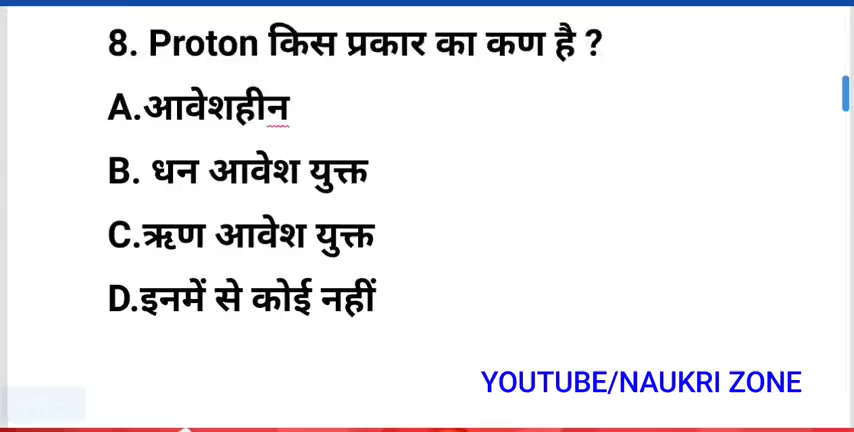 8. Proton किस प्रकार का कण है ?
A.आवेशहीन
B. धन आवेश युक्त
C.ऋण आवेश युक्त
D.इनमें से कोई नहीं
YOUTUBE/NAUKRI ZONE